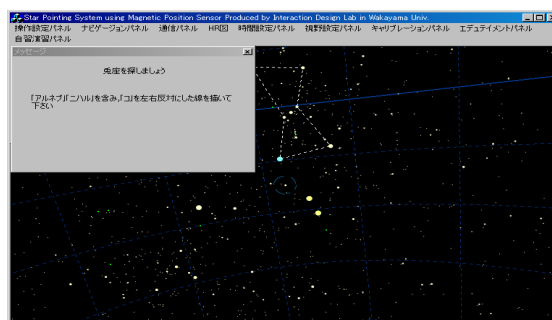 Star Pointing System using Magnetic Position Sensor Produced by Interaction Design Lab in Wakayama Univ.
操作設定パネル ナビゲーションパネル 通信パネル HR図 時間設定パネル 視野設定パネル キャリブレーションパネル エデュテイメントパネル
自習演習パネル
メッセージ
兎座を探しましょう
「アルネブ」「ニハル」を含み、「コ」を左右反対にした線を描いて
下さい